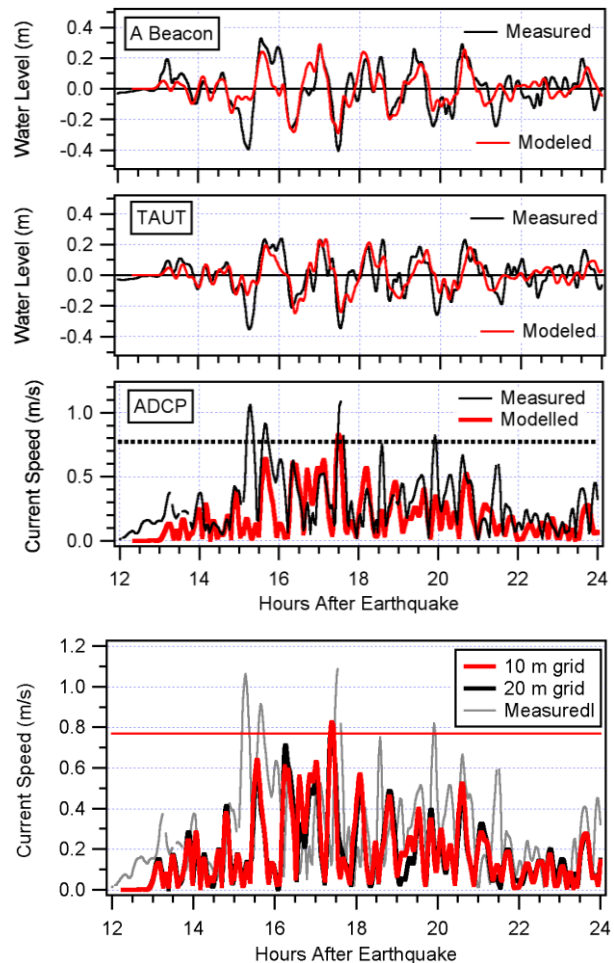 A Beacon
Measured
Modeled
Water Level (m)
0.4
0.2
0.0
-0.2
-0.4
TAUT
Measured
Modeled
Water Level (m)
0.4
0.2
0.0
-0.2
-0.4
ADCP
Measured
Modelled
Current Speed (m/s)
1.0
0.5
0.0
12 14 16 18 20 22 24
Hours After Earthquake
10 m grid
20 m grid
Measuredl
Current Speed (m/s)
1.2
1.0
0.8
0.6
0.4
0.2
0.0
12 14 16 18 20 22 24
Hours After Earthquake